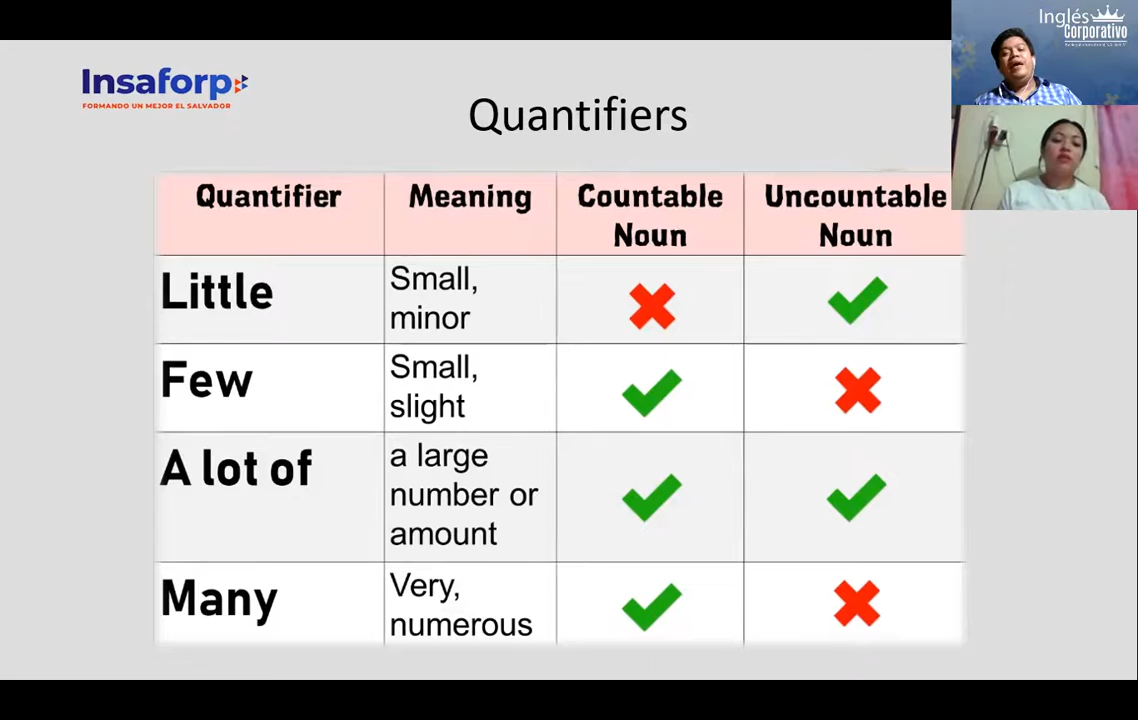 Inglés
Corporativo
Insaforp
FORMANDO UN MEJOR EL SALVADOR
Quantifiers
Quantifier Meaning Countable Noun Uncountable Noun
Little Small, minor
Few Small, slight
A lot of a large number or amount
Many Very, numerous